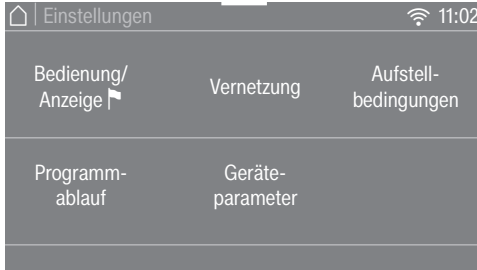 Einstellungen 11:02
Bedienung/
Anzeige
Vernetzung
Aufstell-
bedingungen
Programm-
ablauf
Geräte-
parameter